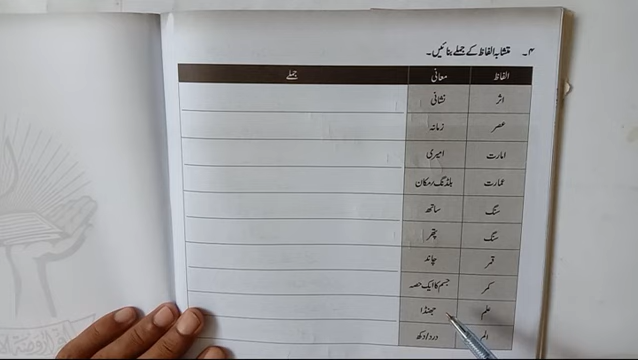 ۴۔ متشابہ الفاظ کے جملے بنائیں۔
الفاظ معانی جملے
اثر نشانی
عصر زمانہ
امارت امیری
عمارت بلڈنگ/مکان
سنگ ساتھ
سنگ پتھر
قمر چاند
کمر جسم کا ایک حصہ
علم جھنڈا
الم درد/دکھ